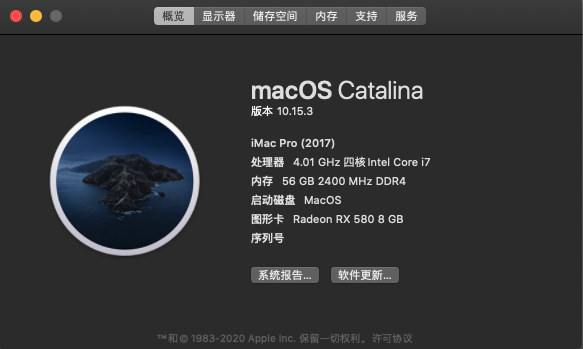 概览 显示器 储存空间 内存 支持 服务
macOS Catalina
版本 10.15.3
iMac Pro (2017)
处理器 4.01 GHz 四核Intel Core i7
内存 56 GB 2400 MHz DDR4
启动磁盘 MacOS
图形卡 Radeon RX 580 8 GB
序列号
系统报告... 软件更新...
™和© 1983-2020 Apple Inc. 保留一切权利。许可协议